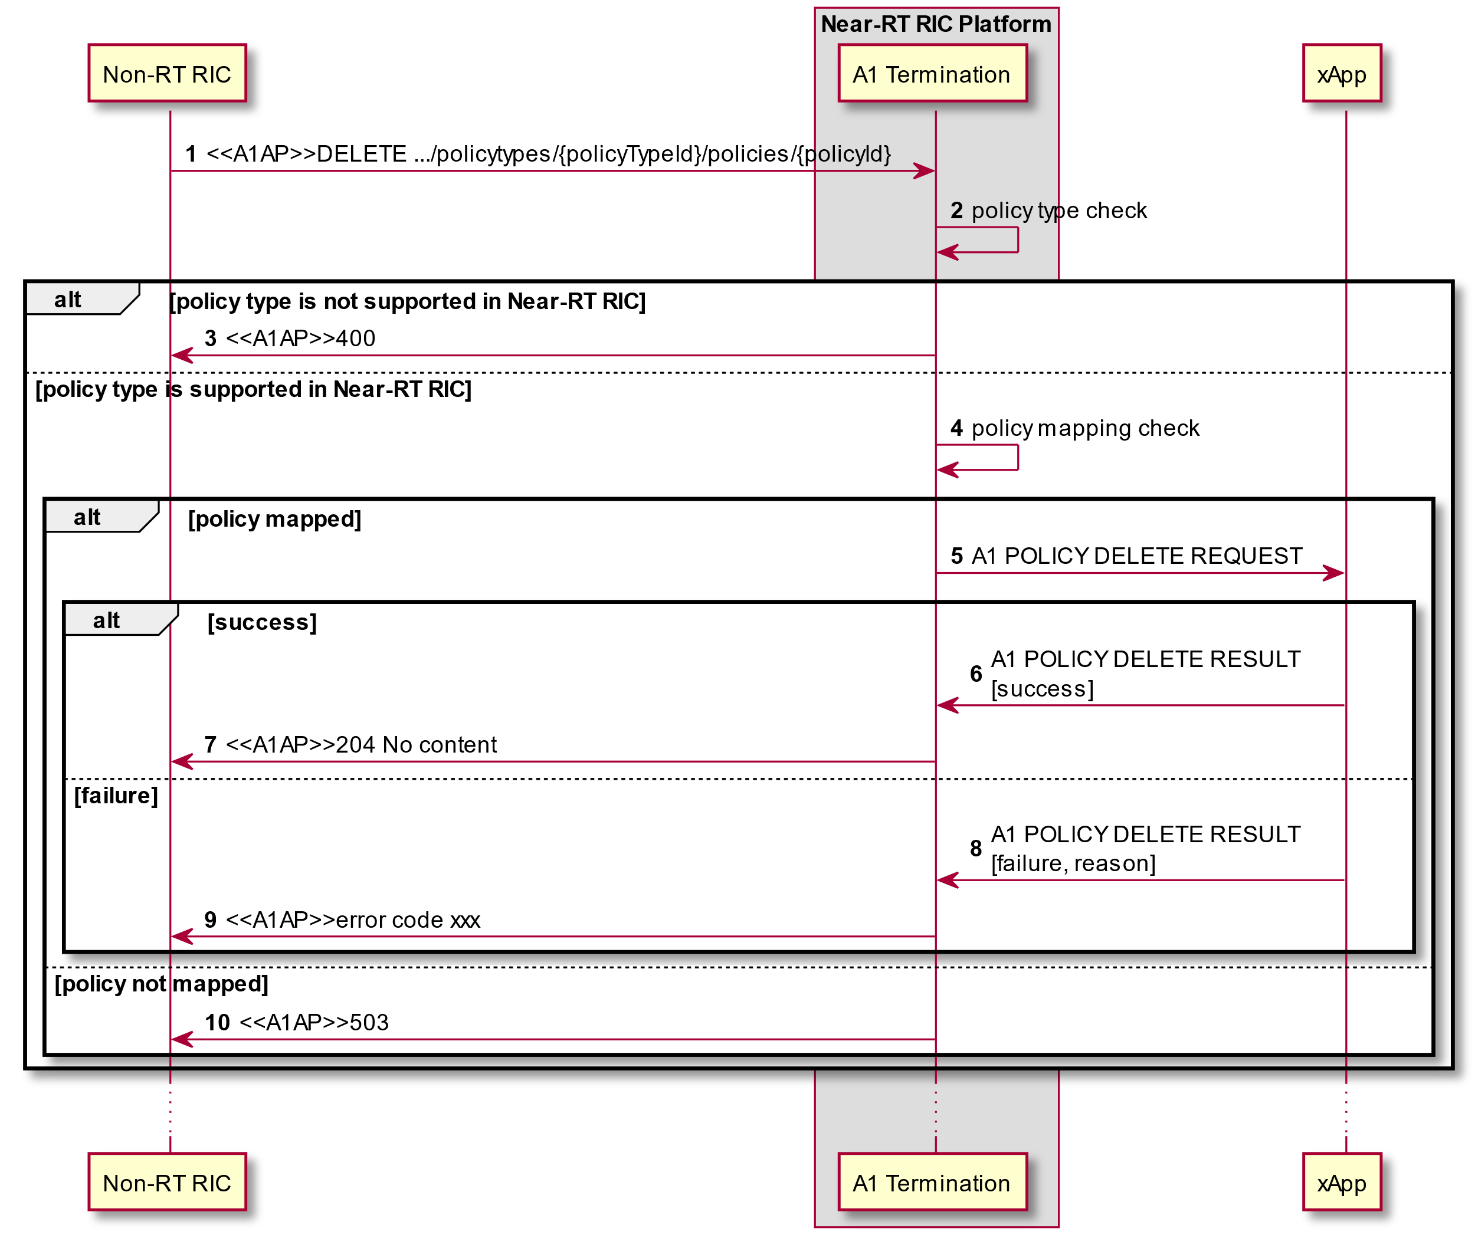 Near-RT RIC Platform
Non-RT RIC
A1 Termination
xApp
1 <<A1AP>>DELETE .../policytypes/{policyTypeId}/policies/{policyId}
2 policy type check
alt [policy type is not supported in Near-RT RIC]
3 <<A1AP>>400
[policy type is supported in Near-RT RIC]
4 policy mapping check
alt [policy mapped]
5 A1 POLICY DELETE REQUEST
alt [success]
6 A1 POLICY DELETE RESULT
[success]
7 <<A1AP>>204 No content
[failure]
8 A1 POLICY DELETE RESULT
[failure, reason]
9 <<A1AP>>error code xxx
[policy not mapped]
10 <<A1AP>>503
Non-RT RIC
A1 Termination
xApp